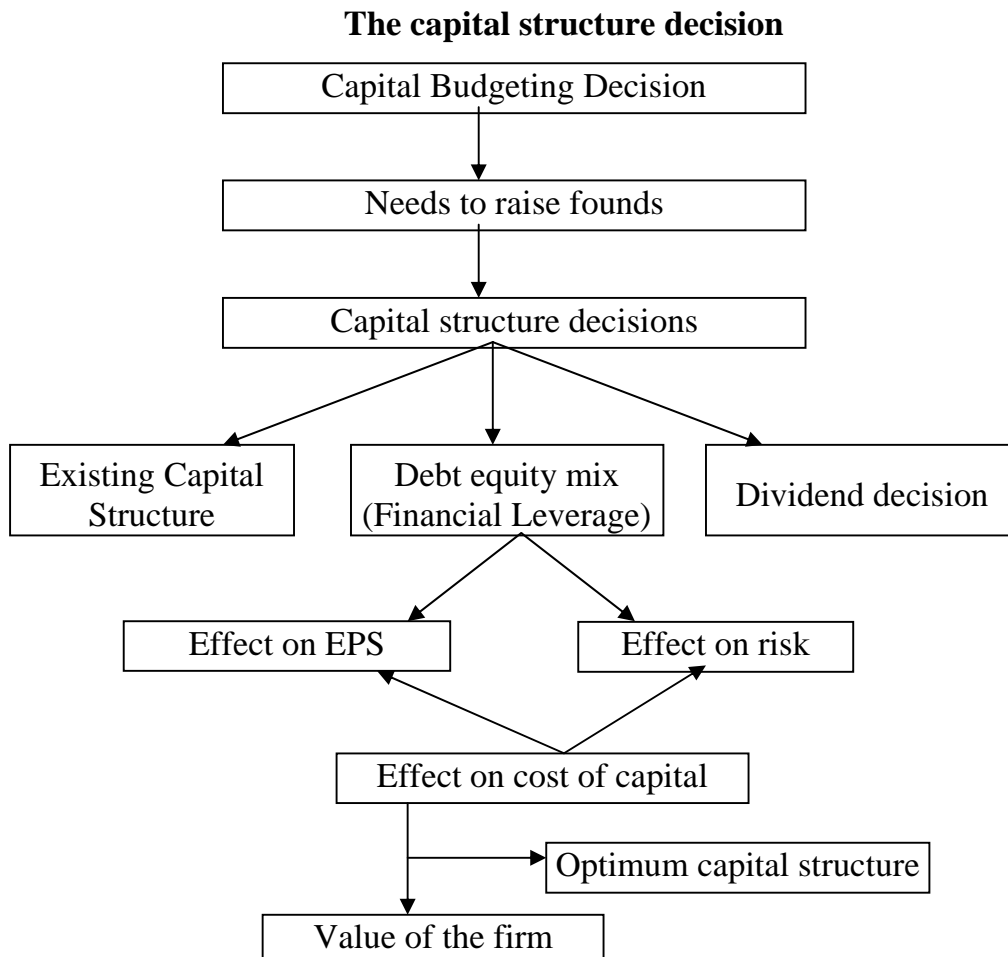 The capital structure decision
Capital Budgeting Decision
Needs to raise founds
Capital structure decisions
Existing Capital
Structure
Debt equity mix
(Financial Leverage)
Dividend decision
Effect on EPS
Effect on risk
Effect on cost of capital
Optimum capital structure
Value of the firm